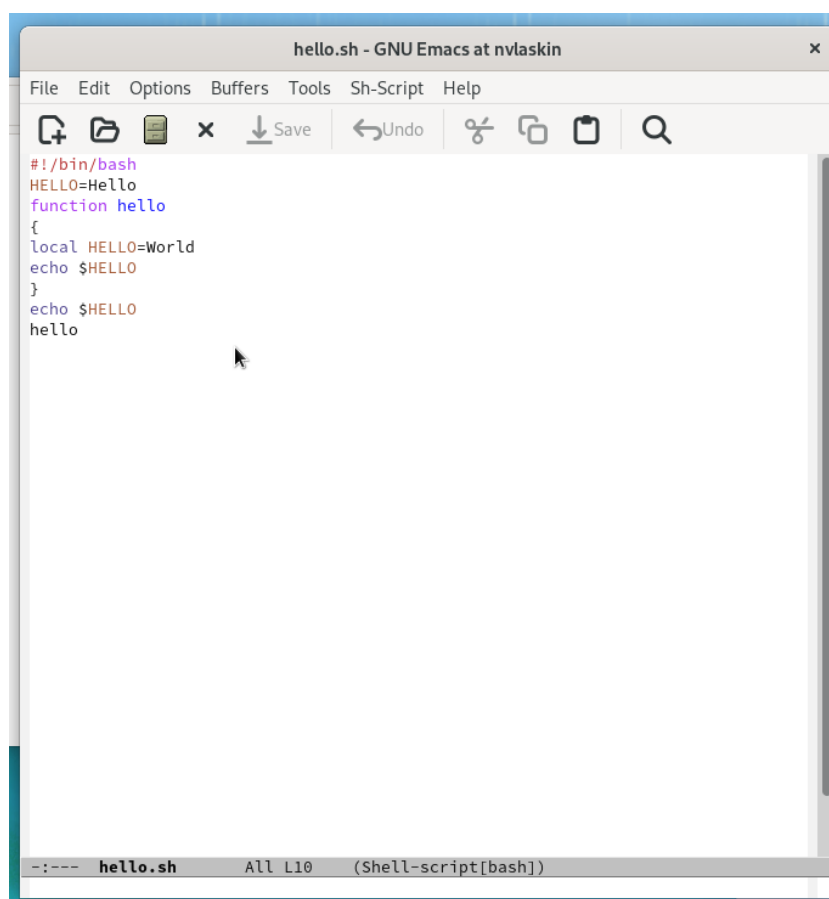 hello.sh - GNU Emacs at nvlaskin
File Edit Options Buffers Tools Sh-Script Help
Save Undo
#!/bin/bash
HELLO=Hello
function hello
{
local HELLO=World
echo $HELLO
}
echo $HELLO
hello
-:--- hello.sh All L10 (Shell-script[bash])